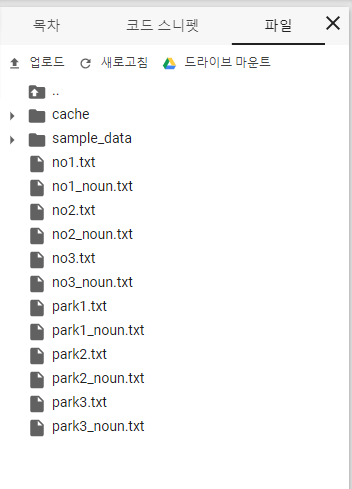 목차 코드 스니펫 파일
업로드 새로고침 드라이브 마운트
..
cache
sample_data
no1.txt
no1_noun.txt
no2.txt
no2_noun.txt
no3.txt
no3_noun.txt
park1.txt
park1_noun.txt
park2.txt
park2_noun.txt
park3.txt
park3_noun.txt